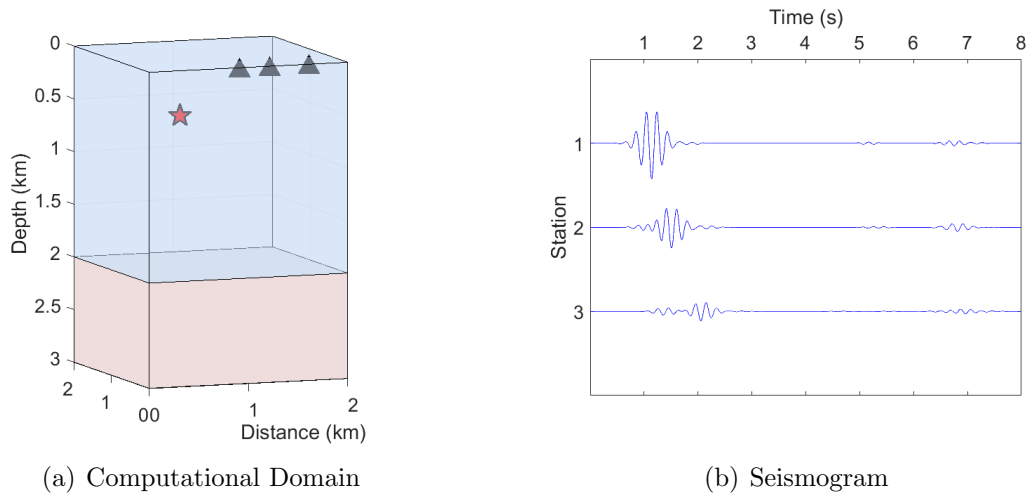 0
0.5
1
1.5
2
2.5
3
Depth (km)
2
1
00
1
2
Distance (km)
(a) Computational Domain
Time (s)
1 2 3 4 5 6 7 8
Station
1
2
3
(b) Seismogram